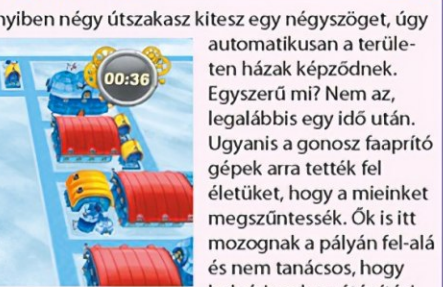 nyiben négy útszakasz kitesz egy négyszöget, úgy
automatikusan a terüle-
ten házak képződnek.
00:36
Egyszerű mi? Nem az,
legalábbis egy idő után.
Ugyanis a gonosz faaprító
gépek arra tették fel
életüket, hogy a mieinket
megszűntessék. Ők is itt
mozognak a pályán fel-alá
és nem tanácsos, hogy